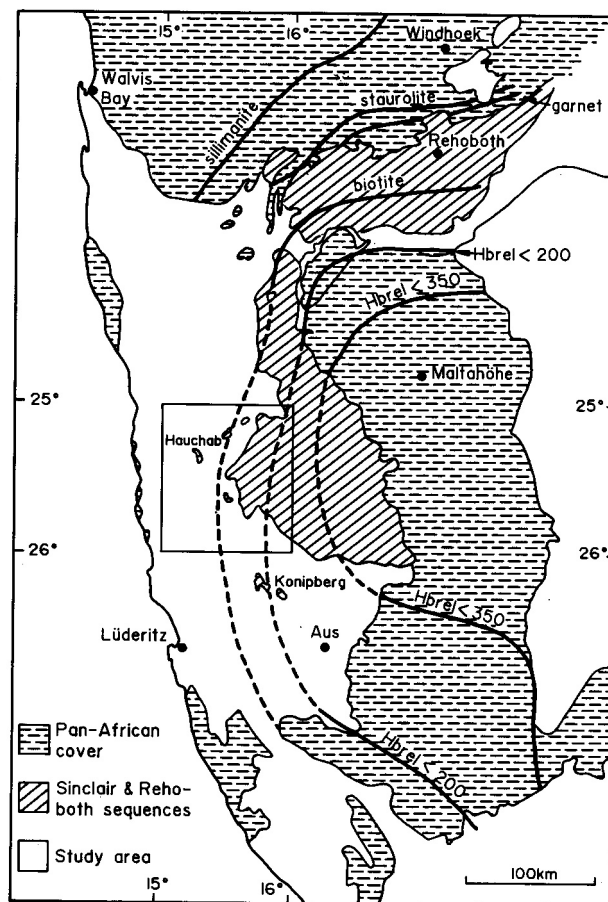 15°
16°
Windhoek
Walvis
Bay
sillimanite
staurolite
garnet
Rehoboth
biotite
Hbrel < 200
Hbrel < 350
Maltahöhe
25°
25°
Hauchab
26°
26°
Konipberg
Hbrel < 350
Lüderitz
Aus
Hbrel < 200
Pan-African
cover
Sinclair & Reho-
both sequences
Study area
100km
15°
16°